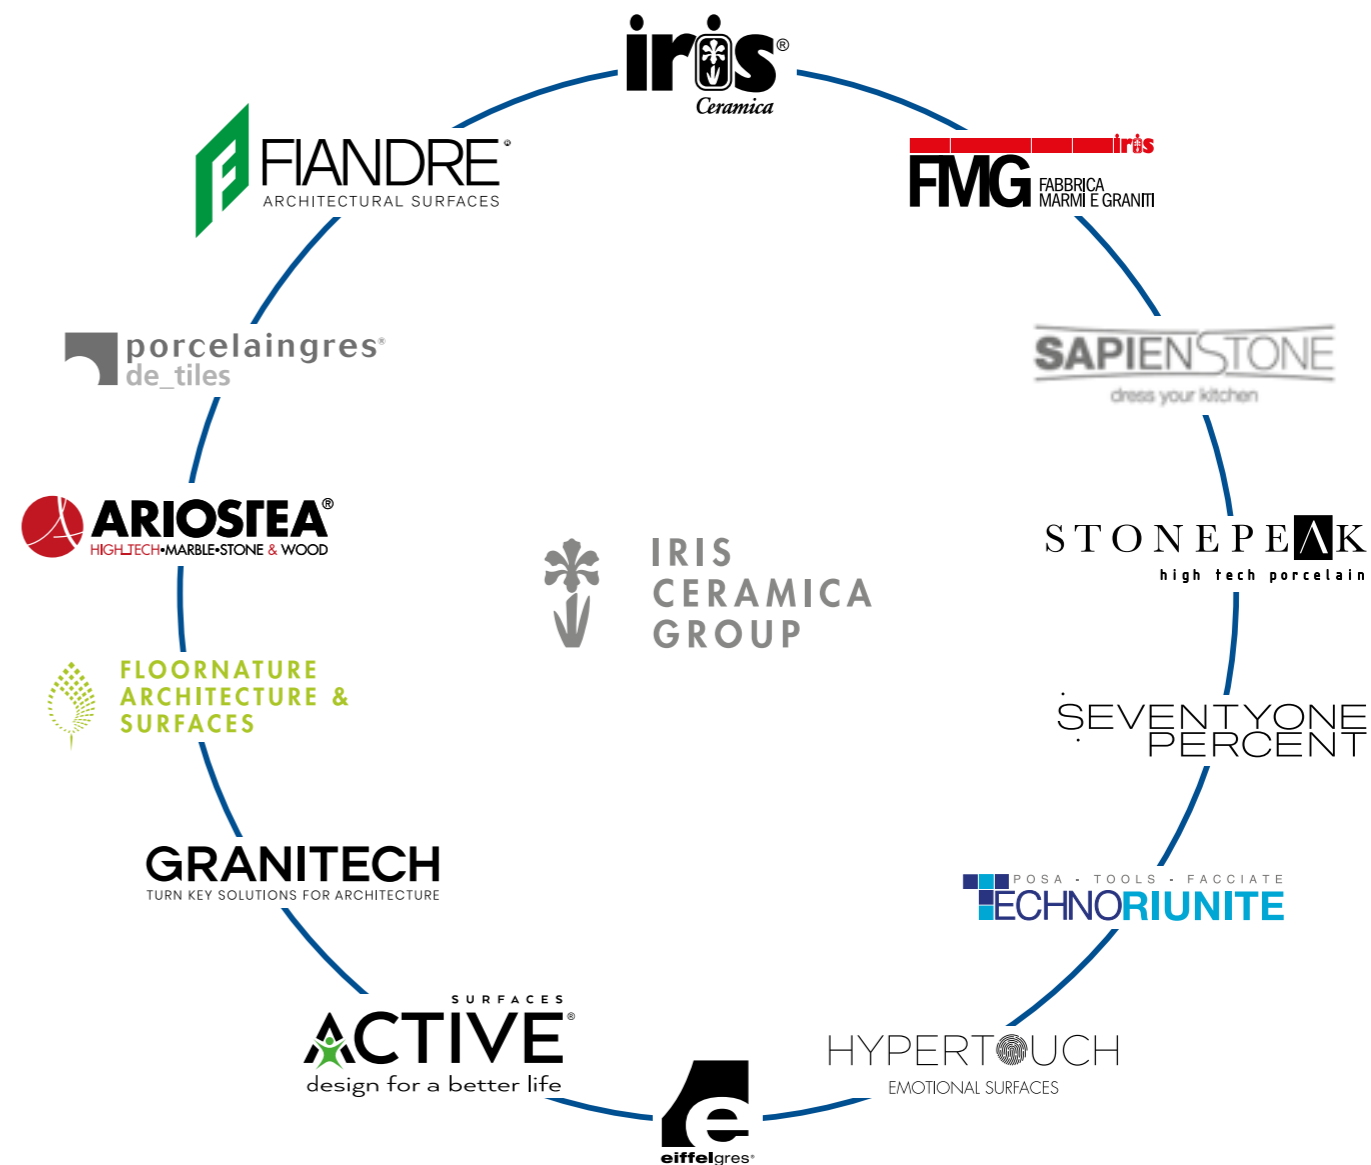 iris®
Ceramica
FIANDRE®
ARCHITECTURAL SURFACES
iris
FMG FABBRICA
MARMI E GRANITI
porcelaingres®
de_tiles
SAPIENSTONE
dress your kitchen
ARIOSTEA®
HIGH_TECH•MARBLE•STONE & WOOD
STONEPEAK
high tech porcelain
IRIS
CERAMICA
GROUP
FLOORNATURE
ARCHITECTURE &
SURFACES
SEVENTYONE
PERCENT
GRANITECH
TURN KEY SOLUTIONS FOR ARCHITECTURE
POSA - TOOLS - FACCIATE
TECHNORIUNITE
SURFACES
ACTIVE®
design for a better life
HYPERTOUCH
EMOTIONAL SURFACES
e
eiffelgres®